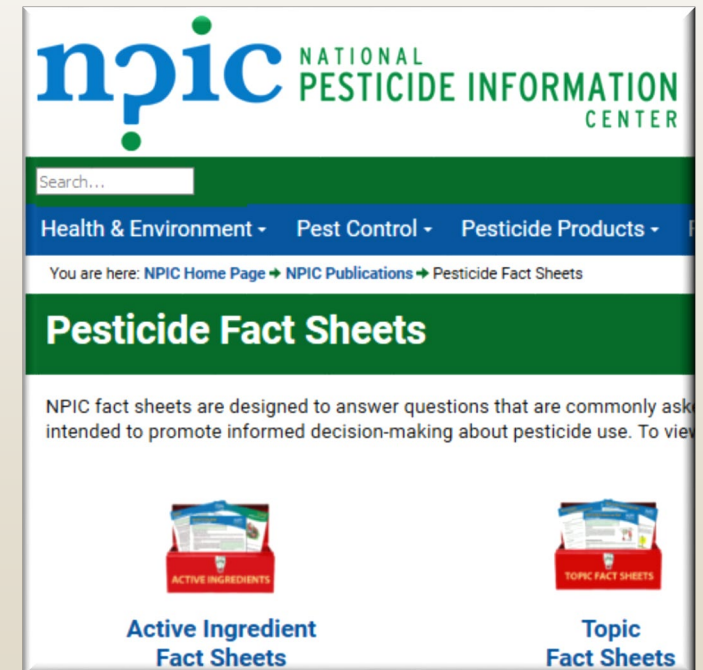 npic NATIONAL
PESTICIDE INFORMATION
CENTER
Search...
Health & Environment Pest Control Pesticide Products
You are here: NPIC Home Page → NPIC Publications → Pesticide Fact Sheets
Pesticide Fact Sheets
NPIC fact sheets are designed to answer questions that are commonly
intended to promote informed decision-making about pesticide use. To
ACTIVE INGREDIENTS
TOPIC FACT SHEETS
Active Ingredient
Fact Sheets
Topic
Fact Sheets